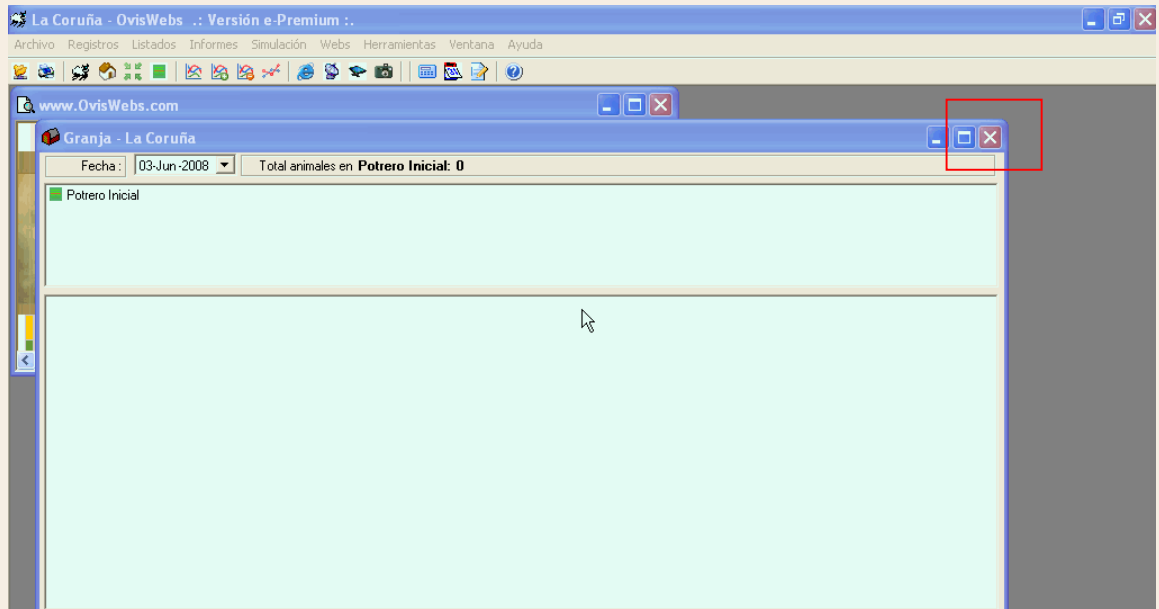 La Coruña - OvisWebs .: Versión e-Premium :.
Archivo Registros Listados Informes Simulación Webs Herramientas Ventana Ayuda
www.OvisWebs.com
Granja - La Coruña
Fecha: 03-Jun-2008 Total animales en Potrero Inicial: 0
Potrero Inicial